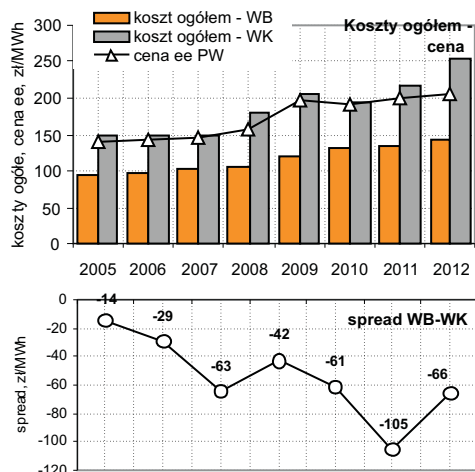 koszt ogółem - WB
koszt ogółem - WK
cena ee PW
Koszty ogółem -
cena
koszty ogółe, cena ee, zł/MWh
300
250
200
150
100
50
0
2005 2006 2007 2008 2009 2010 2011 2012
spread WB-WK
spread, zł/MWh
0
-20
-40
-60
-80
-100
-120
-14
-29
-63
-42
-61
-105
-66